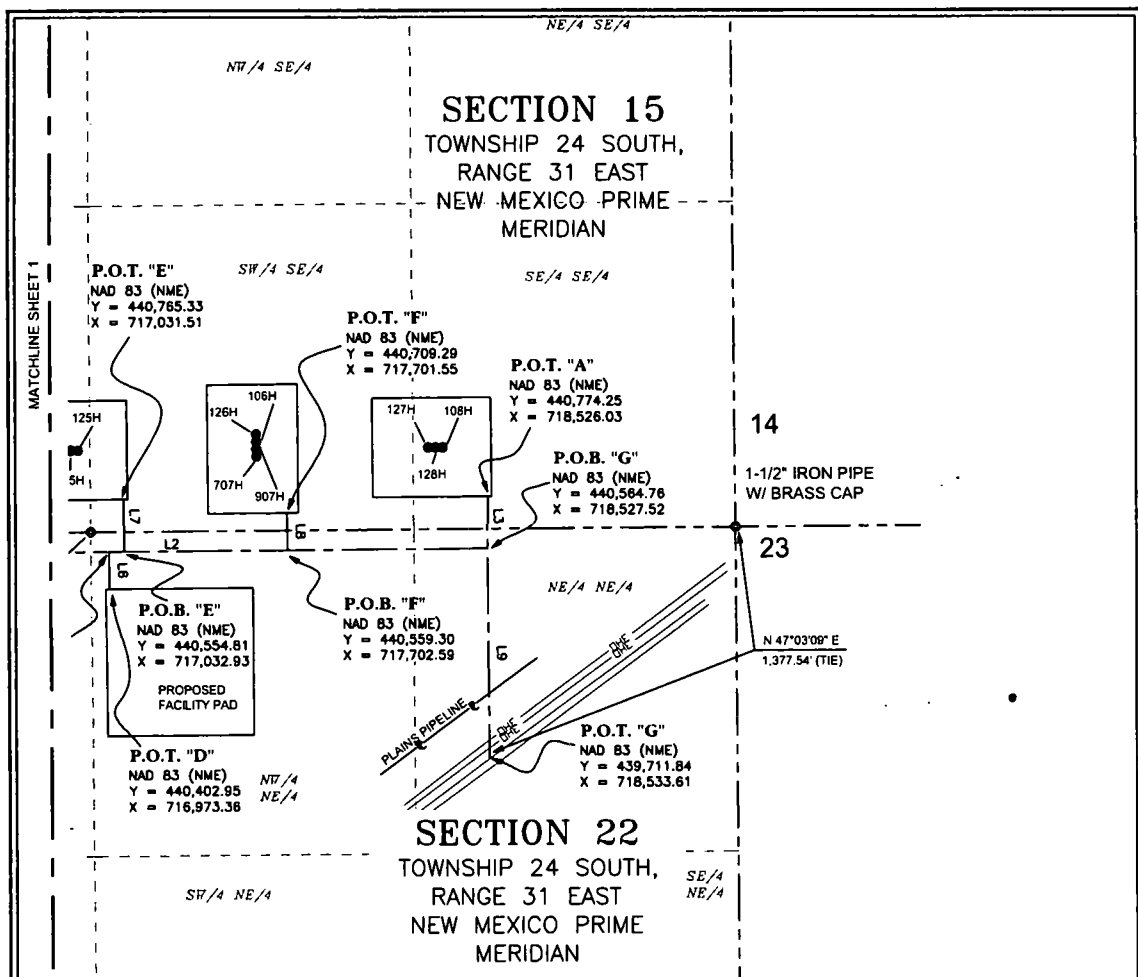 NE/4 SE/4
NW/4 SE/4
SECTION 15
TOWNSHIP 24 SOUTH,
RANGE 31 EAST
NEW MEXICO PRIME
MERIDIAN
MATCHLINE SHEET 1
SW/4 SE/4
SE/4 SE/4
P.O.T. "E"
NAD 83 (NME)
Y = 440,765.33
X = 717,031.51
P.O.T. "F"
NAD 83 (NME)
Y = 440,709.29
X = 717,701.55
P.O.T. "A"
NAD 83 (NME)
Y = 440,774.25
X = 718,526.03
125H
5H
106H
126H
707H
907H
127H
108H
128H
P.O.B. "G"
NAD 83 (NME)
Y = 440,564.76
X = 718,527.52
14
1-1/2" IRON PIPE
W/ BRASS CAP
23
L7
L2
L8
L3
L6
P.O.B. "E"
NAD 83 (NME)
Y = 440,554.81
X = 717,032.93
PROPOSED
FACILITY PAD
P.O.B. "F"
NAD 83 (NME)
Y = 440,559.30
X = 717,702.59
NE/4 NE/4
L9
OHE
OHE
N 47°03'09" E
1,377.54' (TIE)
PLAINS PIPELINE
OHE
OHE
P.O.T. "G"
NAD 83 (NME)
Y = 439,711.84
X = 718,533.61
P.O.T. "D"
NAD 83 (NME)
Y = 440,402.95
X = 716,973.36
NW/4
NE/4
SECTION 22
TOWNSHIP 24 SOUTH,
RANGE 31 EAST
NEW MEXICO PRIME
MERIDIAN
SW/4 NE/4
SE/4
NE/4